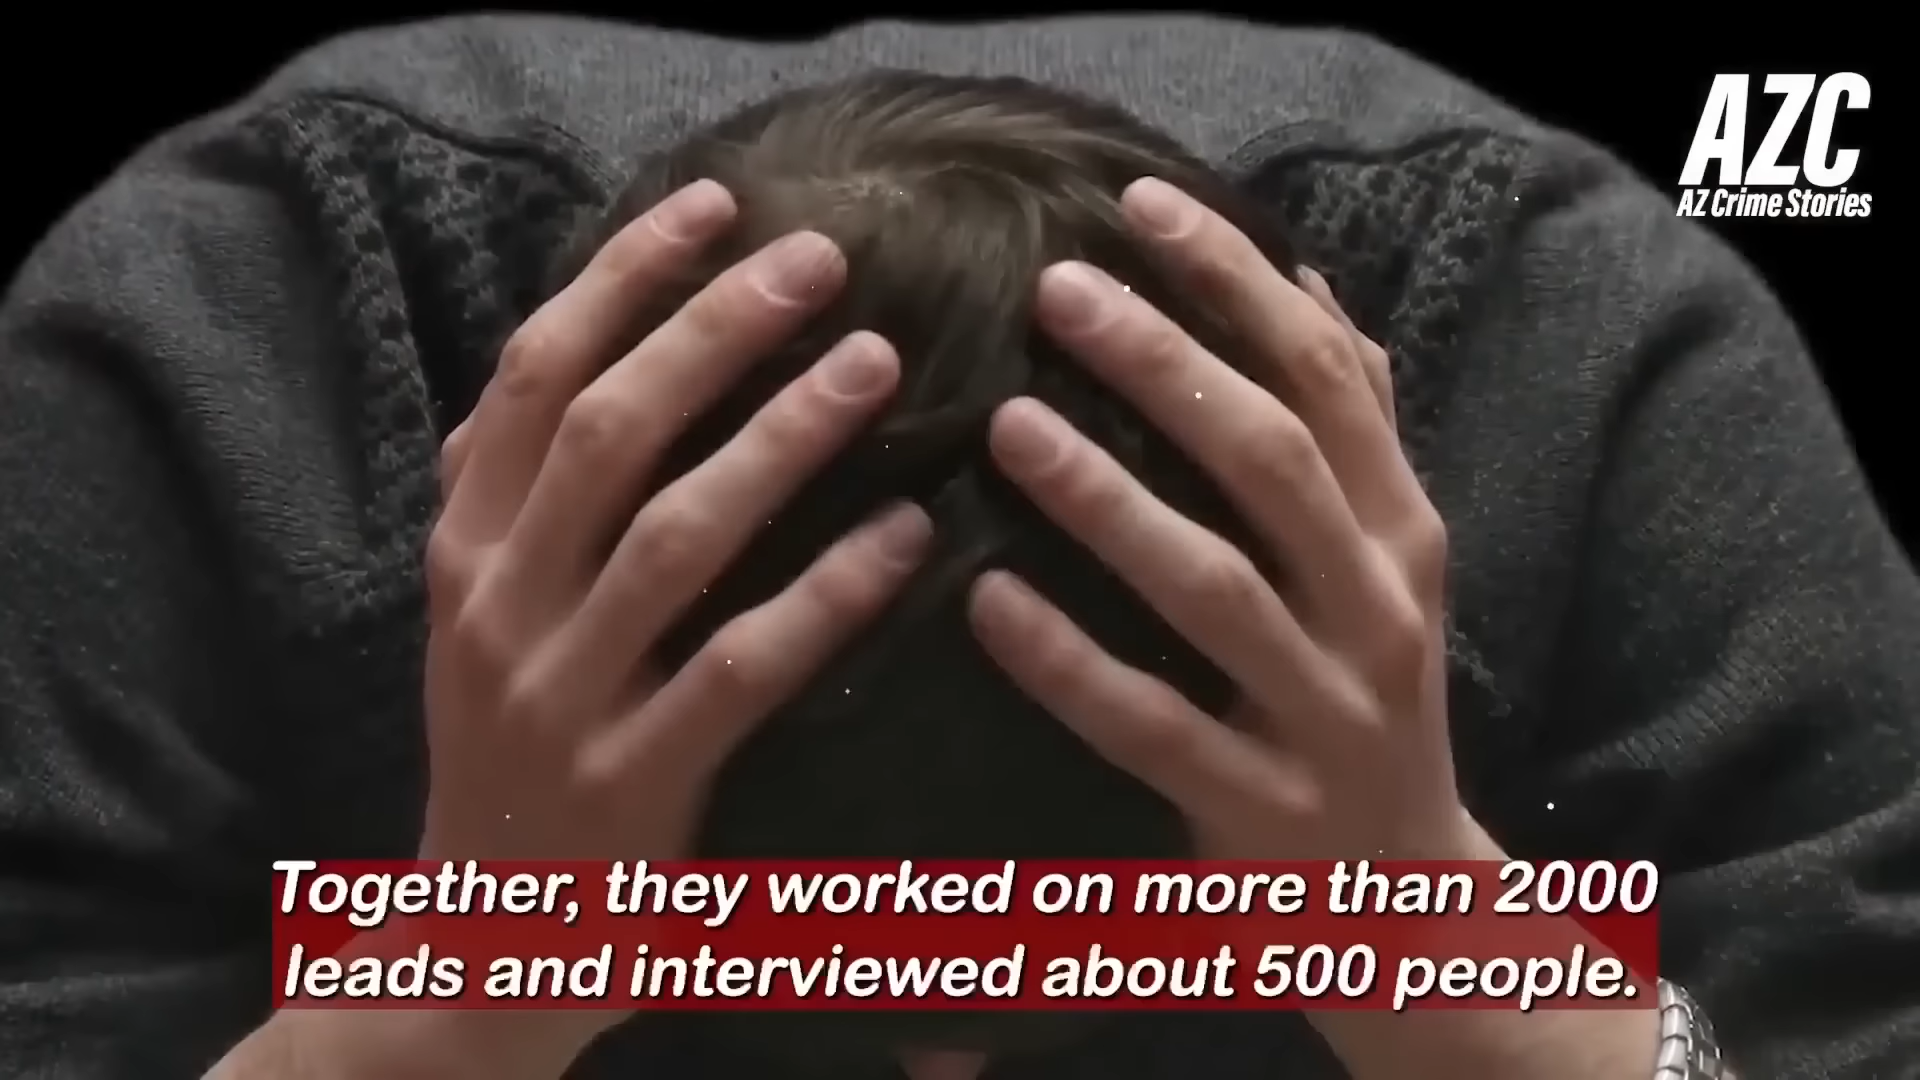 AZC
AZ Crime Stories
Together, they worked on more than 2000
leads and interviewed about 500 people.